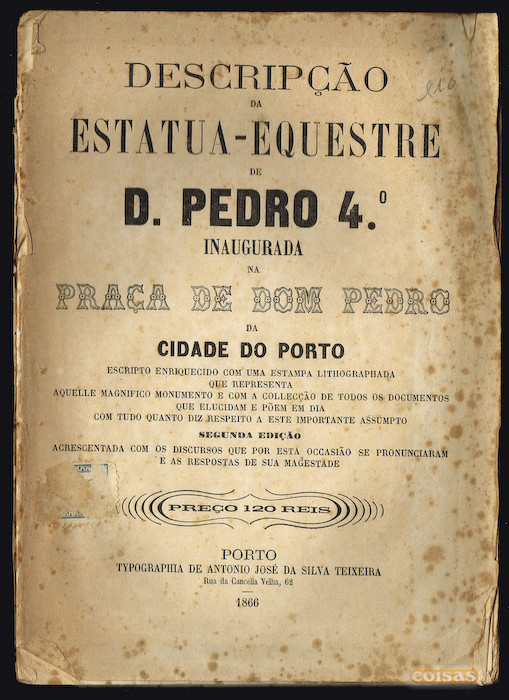 DESCRIPÇÃO
DA
ESTATUA-EQUESTRE
DE
D. PEDRO 4.º
INAUGURADA
NA
PRAÇA DE DOM PEDRO
DA
CIDADE DO PORTO
ESCRIPTO ENRIQUECIDO COM UMA ESTAMPA LITHOGRAPHADA
QUE REPRESENTA
AQUELLE MAGNIFICO MONUMENTO E COM A COLLECÇÃO DE TODOS OS DOCUMENTOS
QUE ELUCIDAM E PÕEM EM DIA
COM TUDO QUANTO DIZ RESPEITO A ESTE IMPORTANTE ASSUMPTO
SEGUNDA EDIÇÃO
ACRESCENTADA COM OS DISCURSOS QUE POR ESTA OCCASIÃO SE PRONUNCIARAM
E AS RESPOSTAS DE SUA MAGESTADE
PREÇO 120 REIS
PORTO
TYPOGRAPHIA DE ANTONIO JOSÉ DA SILVA TEIXEIRA
Rua da Cancella Velha, 62
1866
coisas